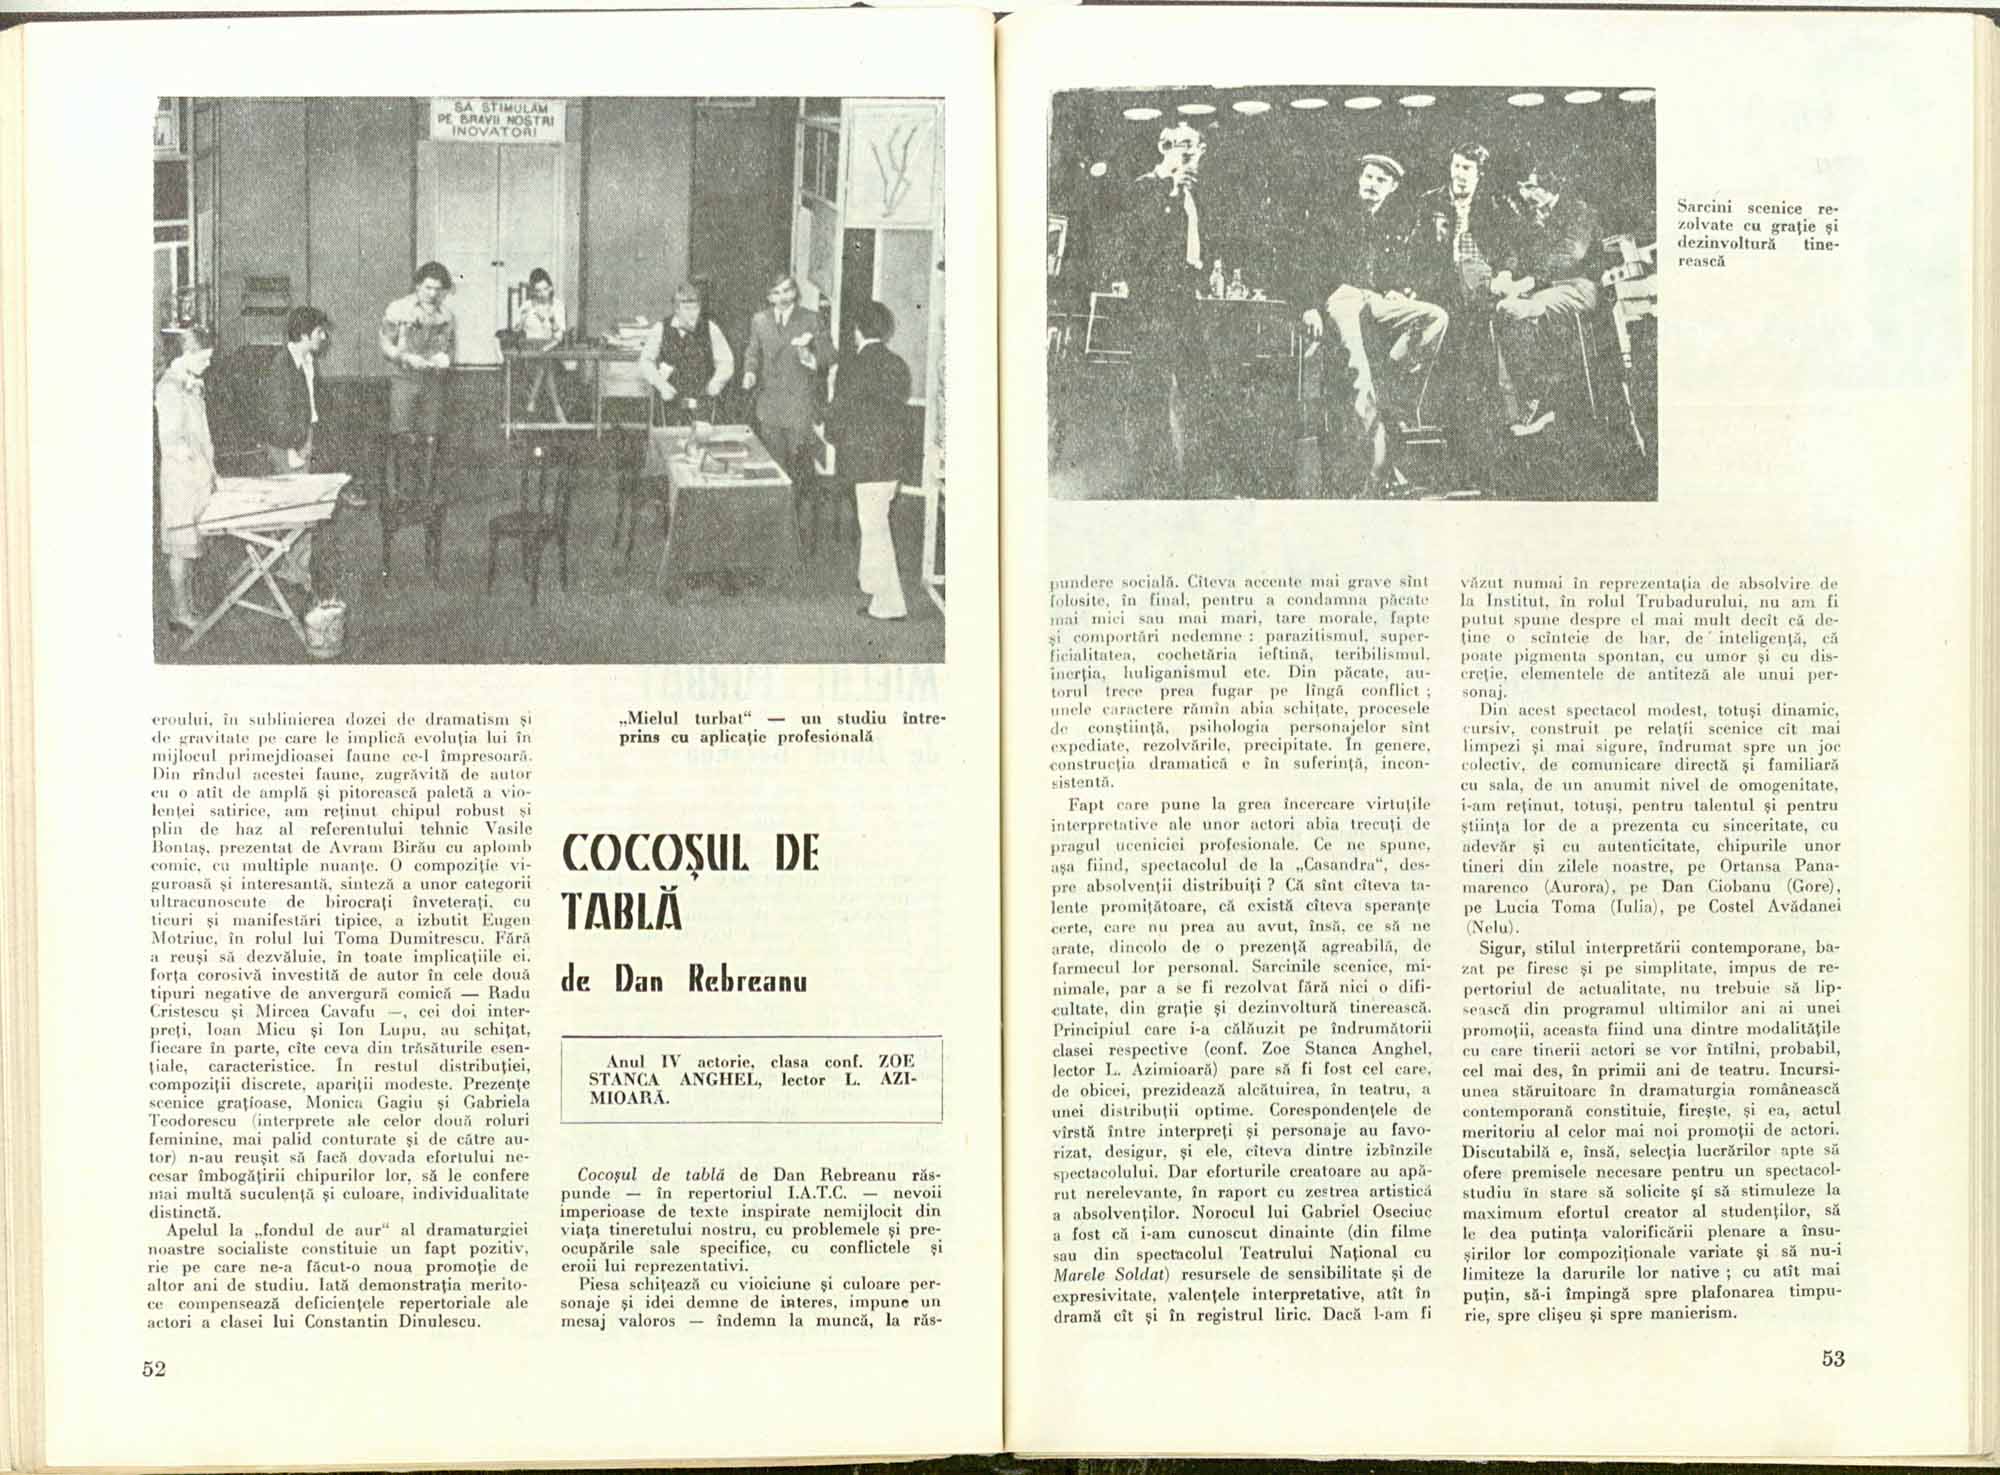 SĂ STIMULĂM
PE BRAVII NOȘTRI
INOVATORI
eroului, în sublinierea dozei de dramatism și
de gravitate pe care le implică evoluția lui în
mijlocul primejdioasei faune ce-l împresoară.
Din rîndul acestei faune, zugrăvită de autor
cu o atît de amplă și pitorească paletă a vio-
lenței satirice, am reținut chipul robust și
plin de haz al referentului tehnic Vasile
Bontaș, prezentat de Avram Birău cu aplomb
comic, cu multiple nuanțe. O compoziție vi-
guroasă și interesantă, sinteză a unor categorii
ultracunoscute de birocrați înveterați, cu
ticuri și manifestări tipice, a izbutit Eugen
Motriuc, în rolul lui Toma Dumitrescu. Fără
a reuși să dezvăluie, în toate implicațiile ei,
forța corosivă investită de autor în cele două
tipuri negative de anvergură comică — Radu
Cristescu și Mircea Cavafu —, cei doi inter-
preți, Ioan Micu și Ion Lupu, au schițat,
fiecare în parte, cîte ceva din trăsăturile esen-
țiale, caracteristice. În restul distribuției,
compoziții discrete, apariții modeste. Prezențe
scenice grațioase, Monica Gagiu și Gabriela
Teodorescu (interprete ale celor două roluri
feminine, mai palid conturate și de către au-
tor) n-au reușit să facă dovada efortului ne-
cesar îmbogățirii chipurilor lor, să le confere
mai multă suculență și culoare, individualitate
distinctă.
Apelul la „fondul de aur“ al dramaturgiei
noastre socialiste constituie un fapt pozitiv,
rie pe care ne-a făcut-o noua promoție de
altor ani de studiu. Iată demonstrația merito-
ce compensează deficiențele repertoriale ale
actori a clasei lui Constantin Dinulescu.
52
„Mielul turbat“ — un studiu între-
prins cu aplicație profesională
COCOȘUL DE
TABLĂ
de Dan Rebreanu
Anul IV actorie, clasa conf. ZOE
STANCA ANGHEL, lector L. AZI-
MIOARĂ.
Cocoșul de tablă de Dan Rebreanu răs-
punde — în repertoriul I.A.T.C. — nevoii
imperioase de texte inspirate nemijlocit din
viața tineretului nostru, cu problemele și pre-
ocupările sale specifice, cu conflictele și
eroii lui reprezentativi.
Piesa schițează cu vioiciune și culoare per-
sonaje și idei demne de interes, impune un
mesaj valoros — îndemn la muncă, la răs-
Sarcini scenice re-
zolvate cu grație și
dezinvoltură tine-
rească
pundere socială. Cîteva accente mai grave sînt
folosite, în final, pentru a condamna păcate
mai mici sau mai mari, tare morale, fapte
și comportări nedemne : parazitismul, super-
ficialitatea, cochetăria ieftină, teribilismul,
inerția, huliganismul etc. Din păcate, au-
torul trece prea fugar pe lîngă conflict ;
unele caractere rămîn abia schițate, procesele
de conștiință, psihologia personajelor sînt
expediate, rezolvările, precipitate. În genere,
construcția dramatică e în suferință, incon-
sistentă.
Fapt care pune la grea încercare virtuțile
interpretative ale unor actori abia trecuți de
pragul uceniciei profesionale. Ce ne spune,
așa fiind, spectacolul de la „Casandra“, des-
pre absolvenții distribuiți ? Că sînt cîteva ta-
lente promițătoare, că există cîteva speranțe
certe, care nu prea au avut, însă, ce să ne
arate, dincolo de o prezență agreabilă, de
farmecul lor personal. Sarcinile scenice, mi-
nimale, par a se fi rezolvat fără nici o difi-
cultate, din grație și dezinvoltură tinerească.
Principiul care i-a călăuzit pe îndrumătorii
clasei respective (conf. Zoe Stanca Anghel,
lector L. Azimioară) pare să fi fost cel care,
de obicei, prezidează alcătuirea, în teatru, a
unei distribuții optime. Corespondențele de
vîrstă între interpreți și personaje au favo-
rizat, desigur, și ele, cîteva dintre izbînzile
spectacolului. Dar eforturile creatoare au apă-
rut nerelevante, în raport cu zestrea artistică
a absolvenților. Norocul lui Gabriel Oseciuc
a fost că i-am cunoscut dinainte (din filme
sau din spectacolul Teatrului Național cu
Marele Soldat) resursele de sensibilitate și de
expresivitate, valențele interpretative, atît în
dramă cît și în registrul liric. Dacă l-am fi
văzut numai în reprezentația de absolvire de
la Institut, în rolul Trubadurului, nu am fi
putut spune despre el mai mult decît că de-
ține o scînteie de har, de inteligență, că
poate pigmenta spontan, cu umor și cu dis-
creție, elementele de antiteză ale unui per-
sonaj.
Din acest spectacol modest, totuși dinamic,
cursiv, construit pe relații scenice cît mai
limpezi și mai sigure, îndrumat spre un joc
colectiv, de comunicare directă și familiară
cu sala, de un anumit nivel de omogenitate,
i-am reținut, totuși, pentru talentul și pentru
știința lor de a prezenta cu sinceritate, cu
adevăr și cu autenticitate, chipurile unor
tineri din zilele noastre, pe Ortansa Pana-
marenco (Aurora), pe Dan Ciobanu (Gore),
pe Lucia Toma (Iulia), pe Costel Avădanei
(Nelu).
Sigur, stilul interpretării contemporane, ba-
zat pe firesc și pe simplitate, impus de re-
pertoriul de actualitate, nu trebuie să lip-
sească din programul ultimilor ani ai unei
promoții, aceasta fiind una dintre modalitățile
cu care tinerii actori se vor întîlni, probabil,
cel mai des, în primii ani de teatru. Incursi-
unea stăruitoare în dramaturgia românească
contemporană constituie, firește, și ea, actul
meritoriu al celor mai noi promoții de actori.
Discutabilă e, însă, selecția lucrărilor apte să
ofere premisele necesare pentru un spectacol-
studiu în stare să solicite și să stimuleze la
maximum efortul creator al studenților, să
le dea putința valorificării plenare a însu-
șirilor lor compoziționale variate și să nu-i
limiteze la darurile lor native ; cu atît mai
puțin, să-i împingă spre plafonarea timpu-
rie, spre clișeu și spre manierism.
53